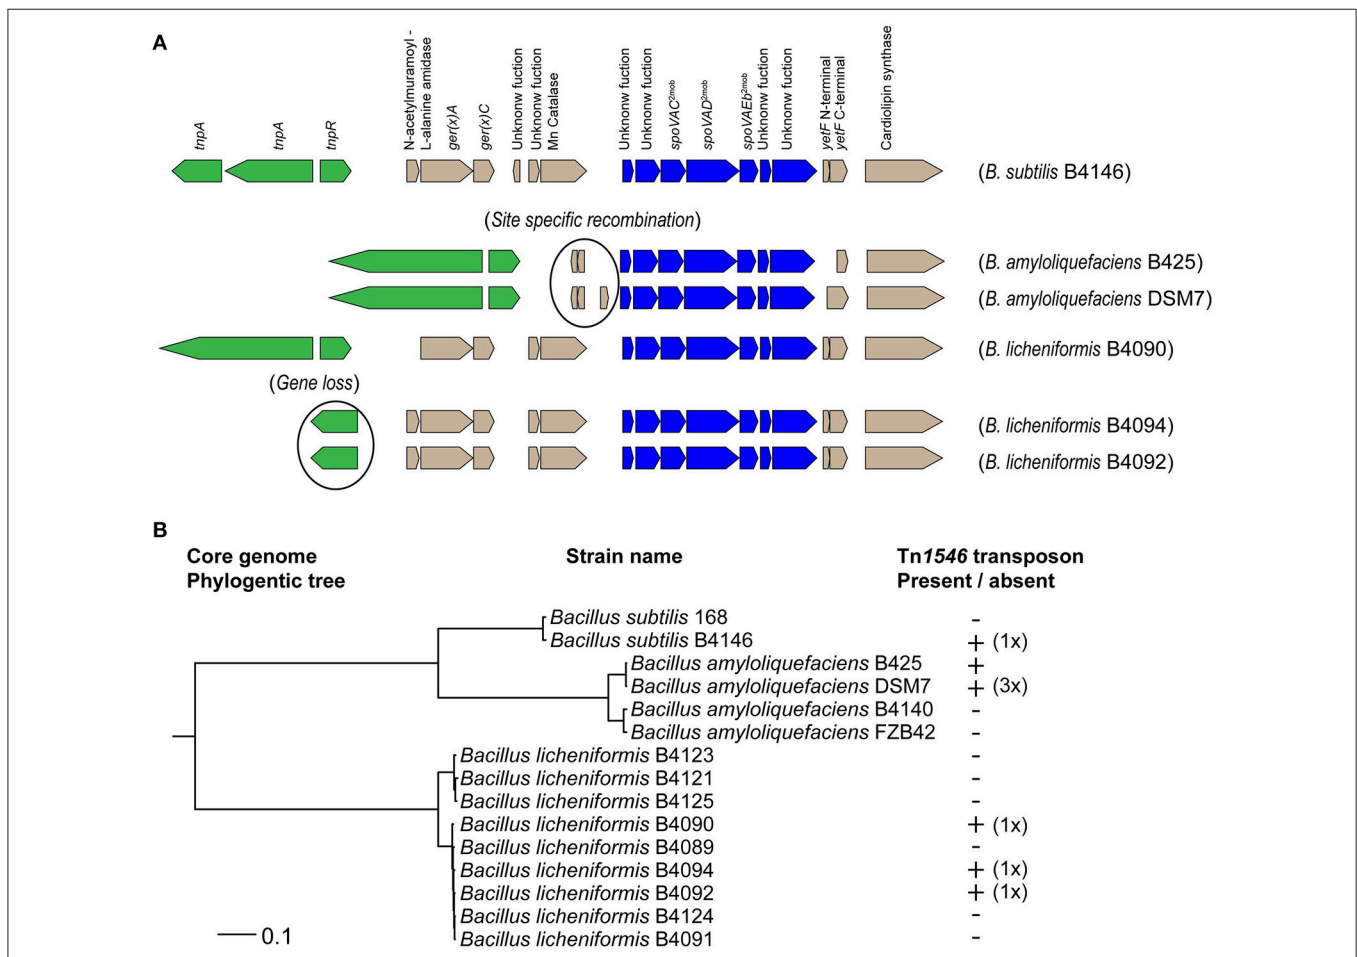 A
tnpA
tnpA
tnpR
N-acetylmuramoyl -
L-alanine amidase
ger(x)A
ger(x)C
Unknonw fuction
Unknonw fuction
Mn Catalase
Unknonw fuction
Unknonw fuction
spoVAC2mob
spoVAD2mob
spoVAEb2mob
Unknonw fuction
Unknonw fuction
yetF N-terminal
yetF C-terminal
Cardiolipin synthase
(B. subtilis B4146)
(Site specific recombination)
(B. amyloliquefaciens B425)
(B. amyloliquefaciens DSM7)
(B. licheniformis B4090)
(Gene loss)
(B. licheniformis B4094)
(B. licheniformis B4092)
B
Core genome
Phylogentic tree
Strain name
Tn1546 transposon
Present / absent
Bacillus subtilis 168 -
Bacillus subtilis B4146 + (1x)
Bacillus amyloliquefaciens B425 +
Bacillus amyloliquefaciens DSM7 + (3x)
Bacillus amyloliquefaciens B4140 -
Bacillus amyloliquefaciens FZB42 -
Bacillus licheniformis B4123 -
Bacillus licheniformis B4121 -
Bacillus licheniformis B4125 -
Bacillus licheniformis B4090 + (1x)
Bacillus licheniformis B4089 -
Bacillus licheniformis B4094 + (1x)
Bacillus licheniformis B4092 + (1x)
Bacillus licheniformis B4124 -
Bacillus licheniformis B4091 -
0.1